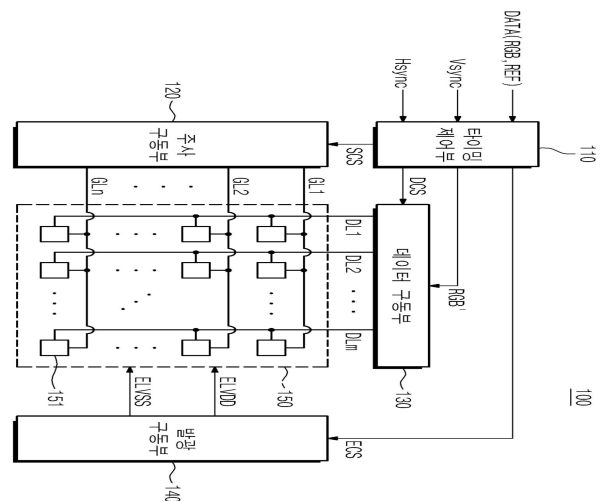 100
DATA(RGB,REF)
Vsync
Hsync
타이밍
제어부
110
SCS
DCS
RGB'
ECS
주사
구동부
120
데이터 구동부
130
GL1
GL2
GLn
DL1
DL2
DLm
150
151
ELVDD
ELVSS
발광
구동부
140